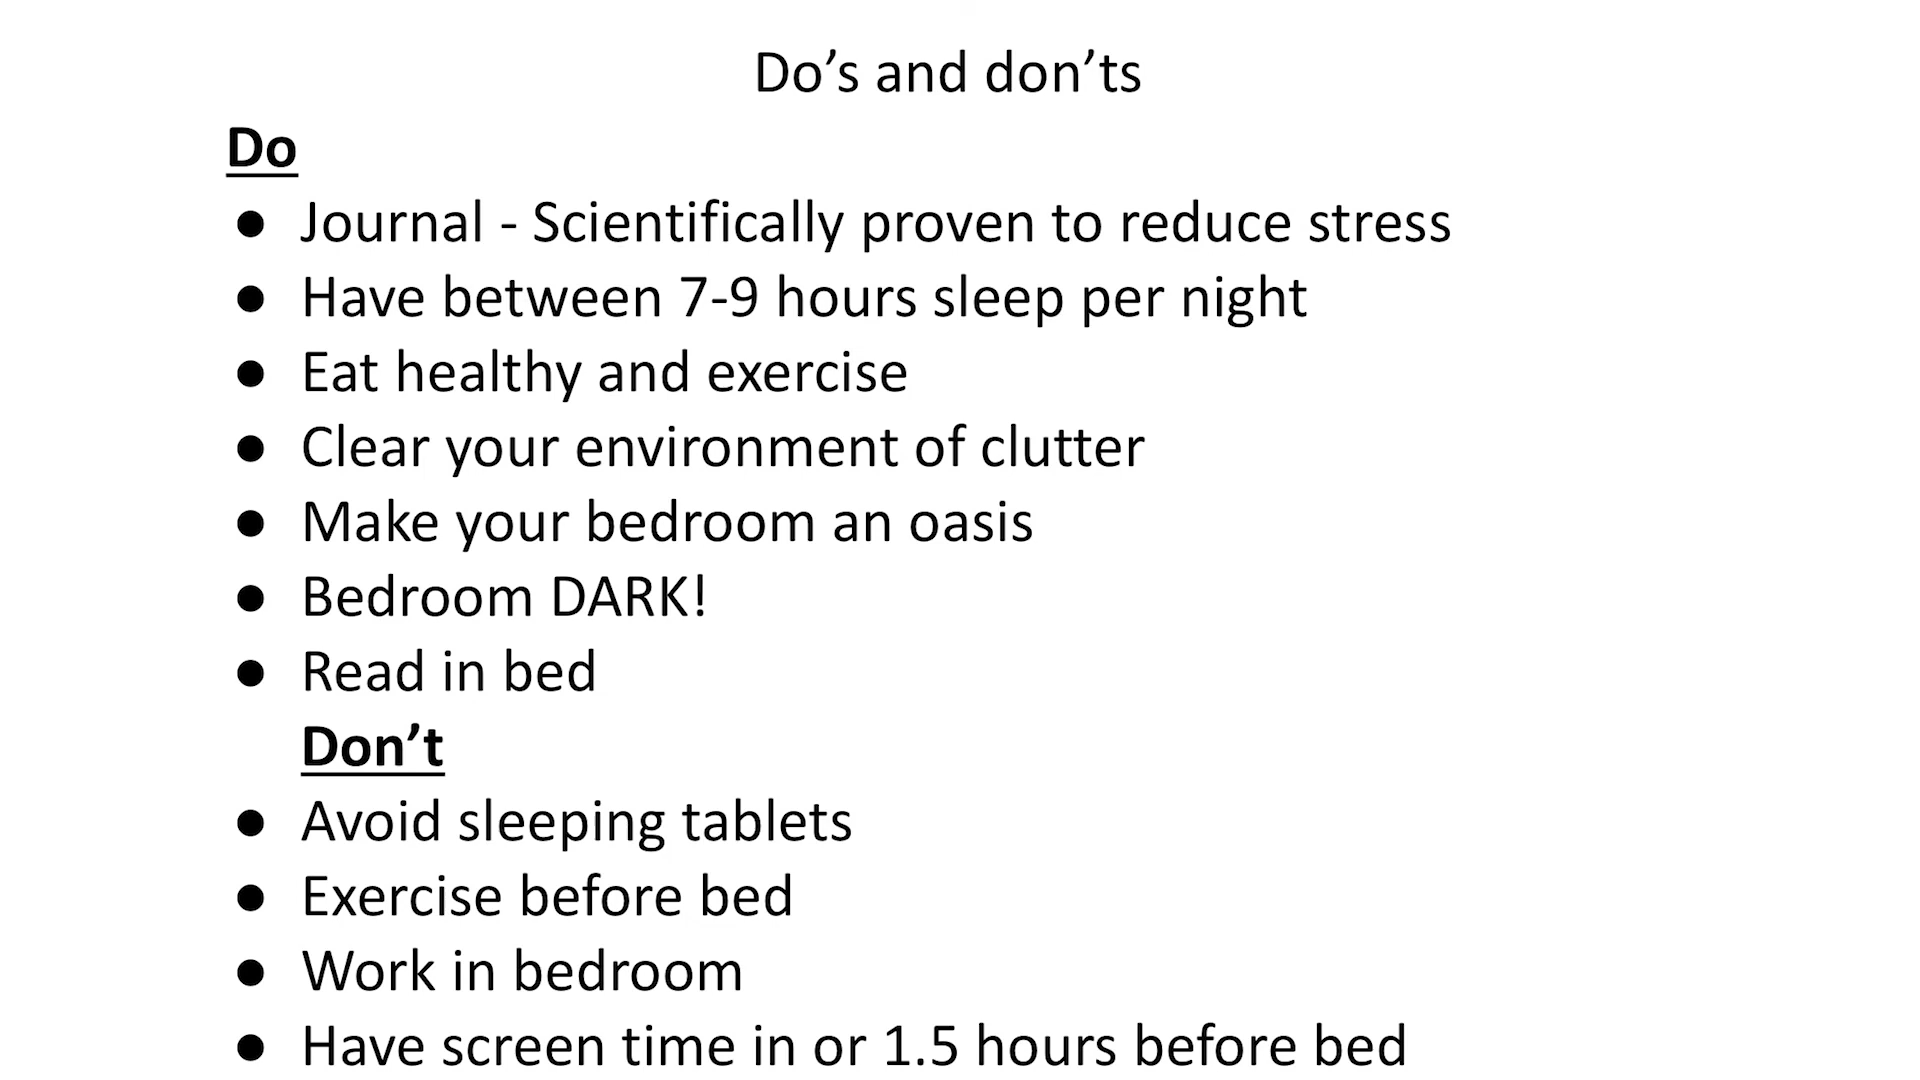 Do’s and don’ts
Do
● Journal - Scientifically proven to reduce stress
● Have between 7-9 hours sleep per night
● Eat healthy and exercise
● Clear your environment of clutter
● Make your bedroom an oasis
● Bedroom DARK!
● Read in bed
Don’t
● Avoid sleeping tablets
● Exercise before bed
● Work in bedroom
● Have screen time in or 1.5 hours before bed